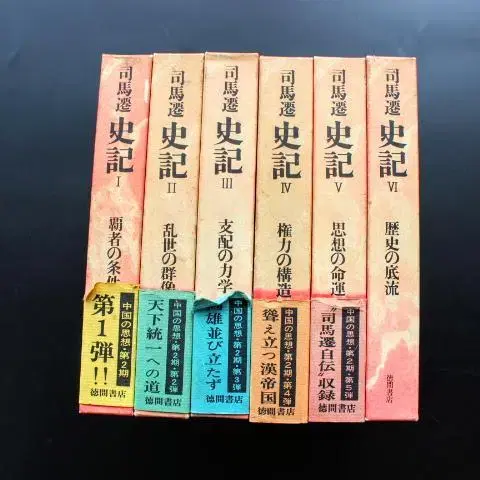 司馬遷
史記
I
覇者の条件
中国の思想・第2期・
第1弾!!
徳間書店
司馬遷
史記
II
乱世の群像
中国の思想・第2期・第2弾
天下統一への道
徳間書店
司馬遷
史記
III
支配の力学
中国の思想・第2期・第3弾
雄並び立たず
徳間書店
司馬遷
史記
IV
権力の構造
中国の思想・第2期・第4弾
聳え立つ漢帝国
徳間書店
司馬遷
史記
V
思想の命運
中国の思想・第2期・第5弾
"司馬遷自伝"収録
徳間書店
司馬遷
史記
VI
歴史の底流
徳間書店